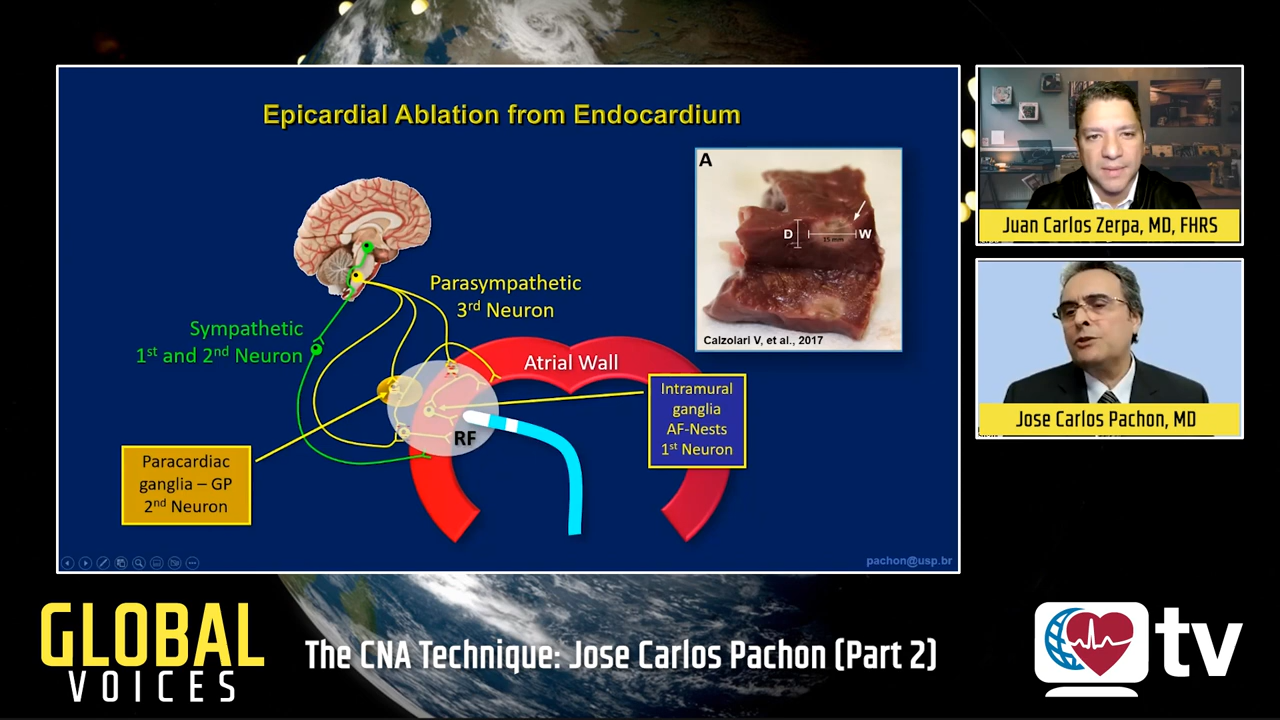 Epicardial Ablation from Endocardium
A
D
15 mm
W
Calzolari V, et al., 2017
Parasympathetic
3rd Neuron
Sympathetic
1st and 2nd Neuron
Atrial Wall
Intramural
ganglia
AF-Nests
1st Neuron
RF
Paracardiac
ganglia – GP
2nd Neuron
pachon@usp.br
Juan Carlos Zerpa, MD, FHRS
Jose Carlos Pachon, MD
GLOBAL
VOICES
The CNA Technique: Jose Carlos Pachon (Part 2)
tv